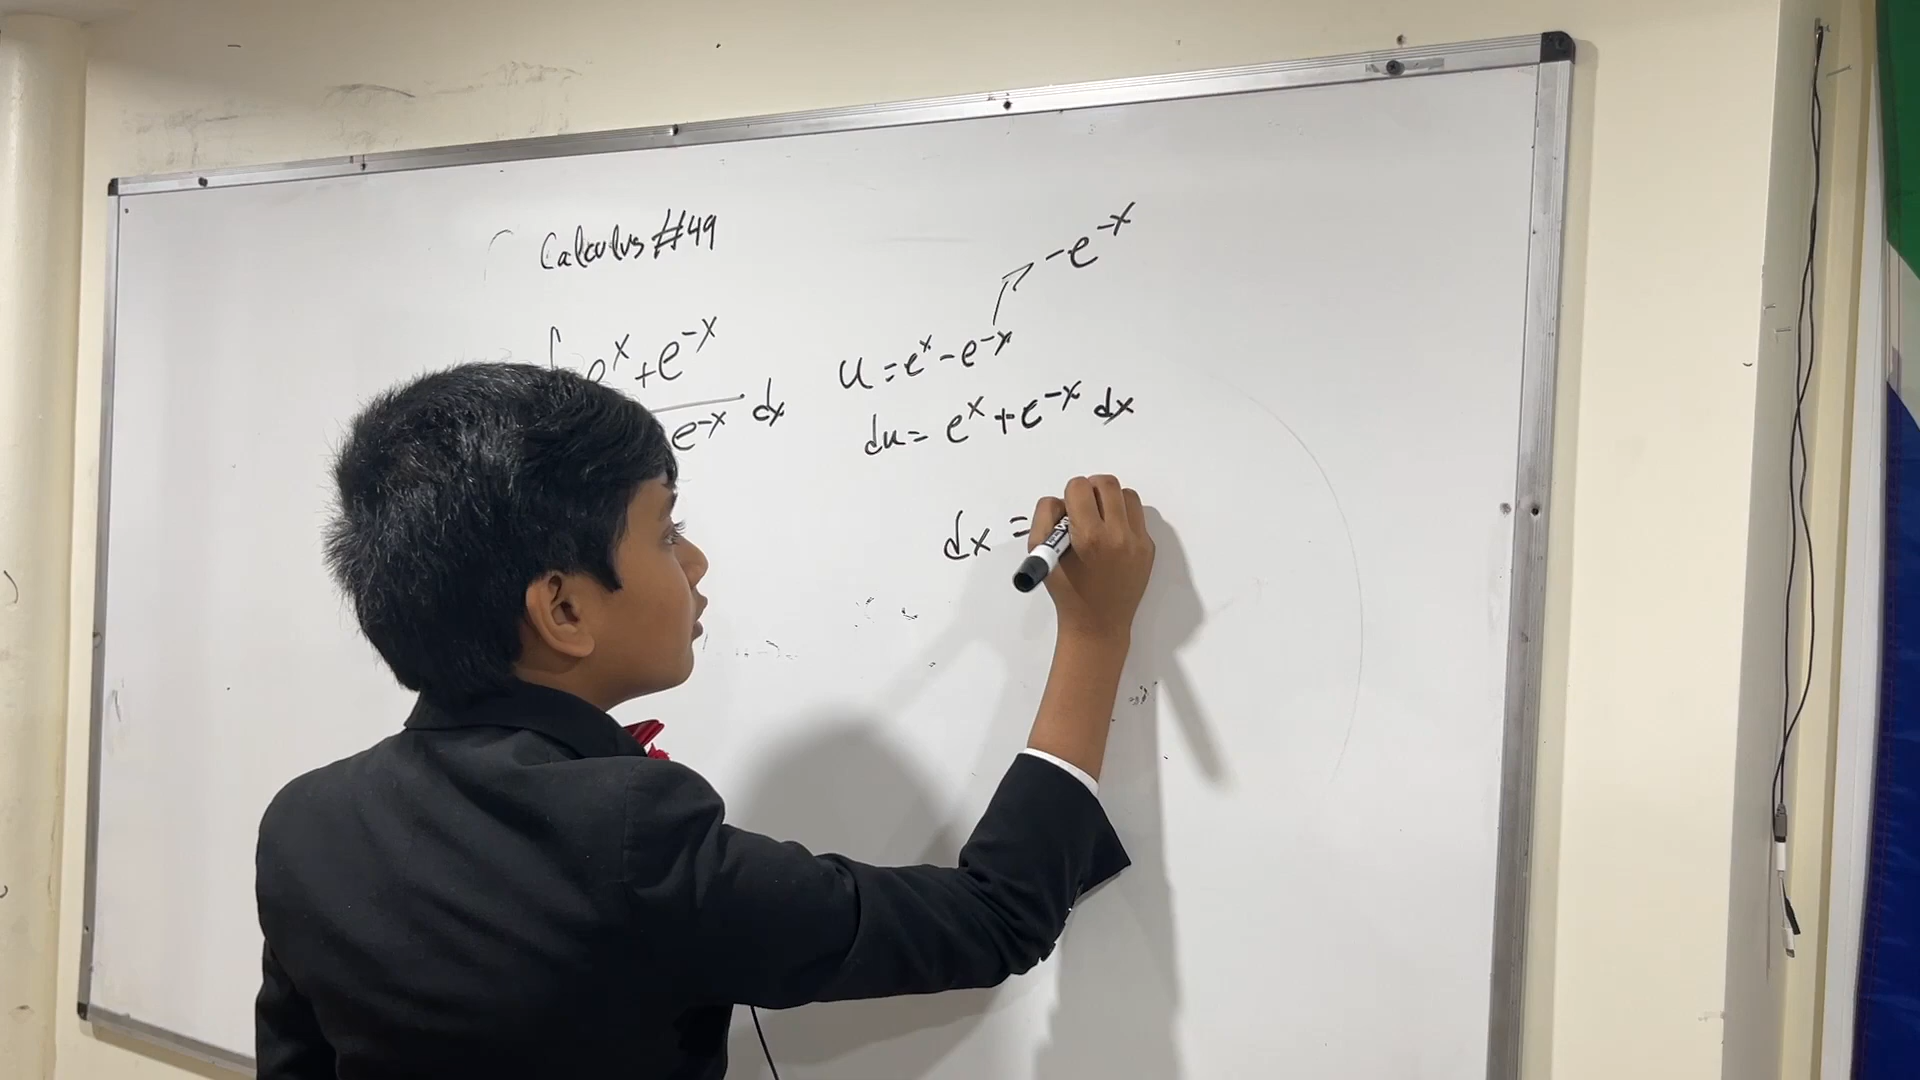 Calculus #49
-e^-x
e^x+e^-x
e^-x dx
u=e^x-e^-x
du=e^x+e^-x dx
dx=